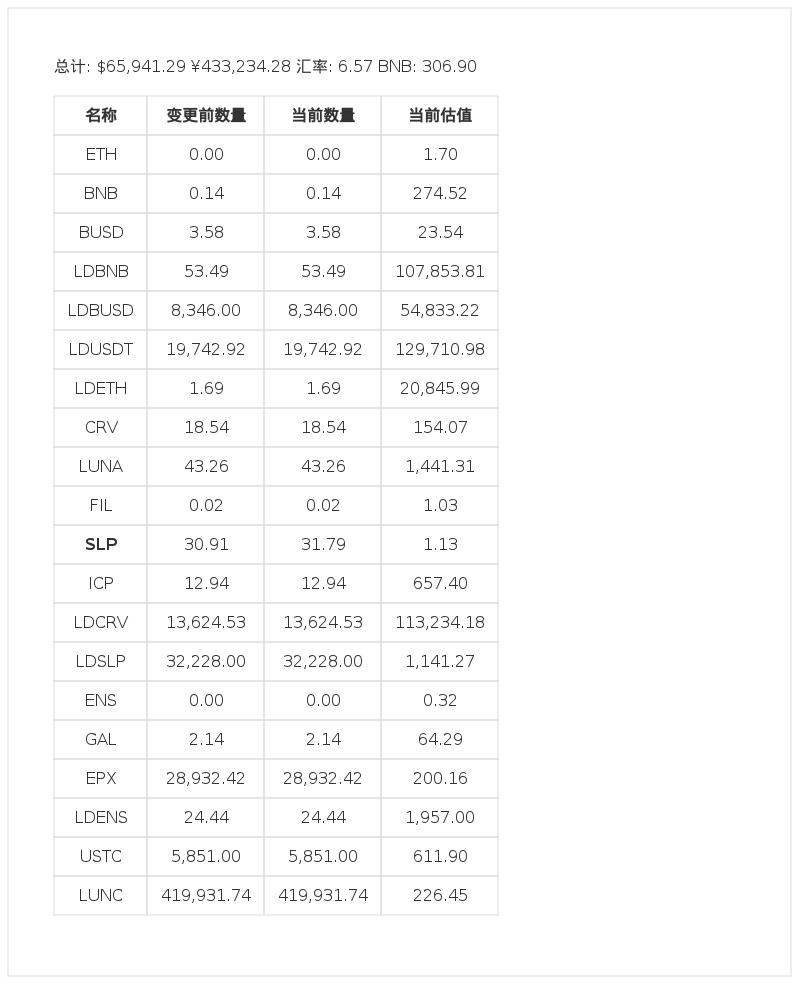 总计: $65,941.29 ¥433,234.28 汇率: 6.57 BNB: 306.90
名称 变更前数量 当前数量 当前估值
ETH 0.00 0.00 1.70
BNB 0.14 0.14 274.52
BUSD 3.58 3.58 23.54
LDBNB 53.49 53.49 107,853.81
LDBUSD 8,346.00 8,346.00 54,833.22
LDUSDT 19,742.92 19,742.92 129,710.98
LDETH 1.69 1.69 20,845.99
CRV 18.54 18.54 154.07
LUNA 43.26 43.26 1,441.31
FIL 0.02 0.02 1.03
SLP 30.91 31.79 1.13
ICP 12.94 12.94 657.40
LDCRV 13,624.53 13,624.53 113,234.18
LDSLP 32,228.00 32,228.00 1,141.27
ENS 0.00 0.00 0.32
GAL 2.14 2.14 64.29
EPX 28,932.42 28,932.42 200.16
LDENS 24.44 24.44 1,957.00
USTC 5,851.00 5,851.00 611.90
LUNC 419,931.74 419,931.74 226.45